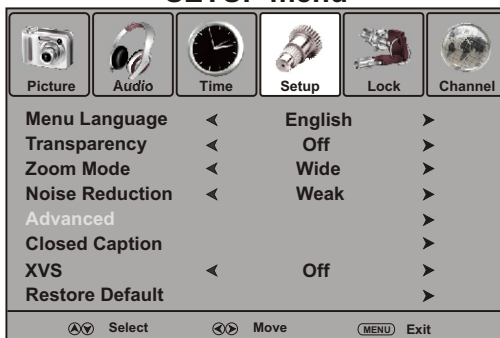 Picture Audio Time Setup Lock Channel
Menu Language English
Transparency Off
Zoom Mode Wide
Noise Reduction Weak
Advanced
Closed Caption
XVS Off
Restore Default
Select Move MENU Exit